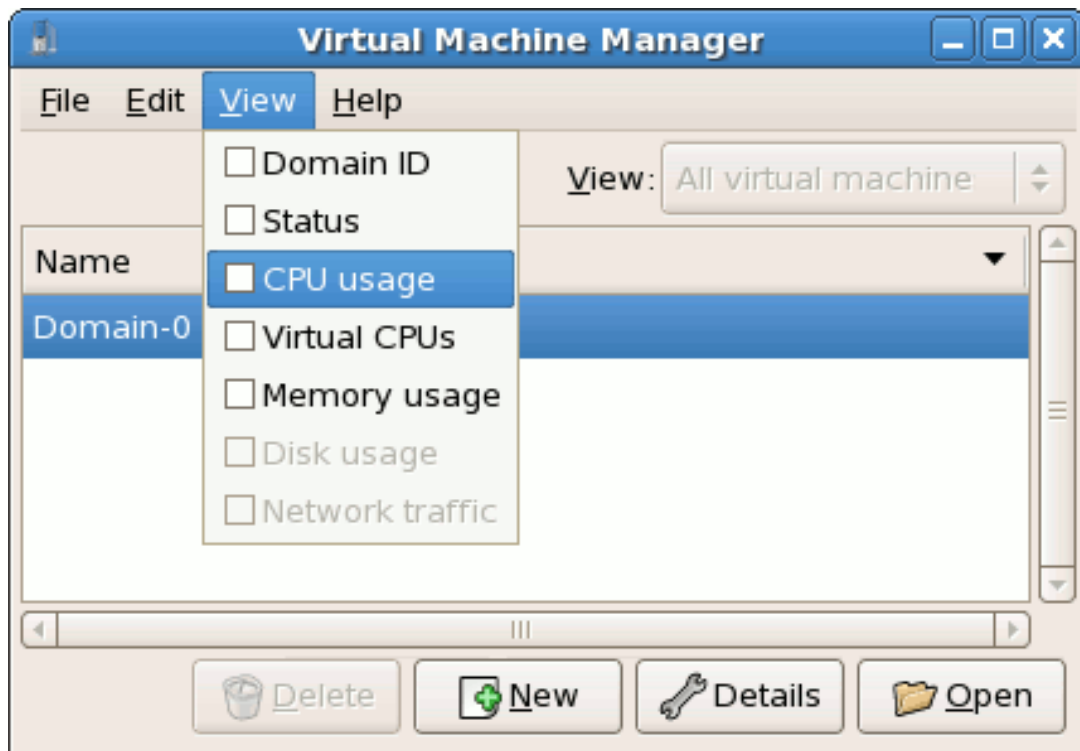 Virtual Machine Manager
File Edit View Help
View: All virtual machine
Domain ID
Status
CPU usage
Virtual CPUs
Memory usage
Disk usage
Network traffic
Name
Domain-0
Delete New Details Open